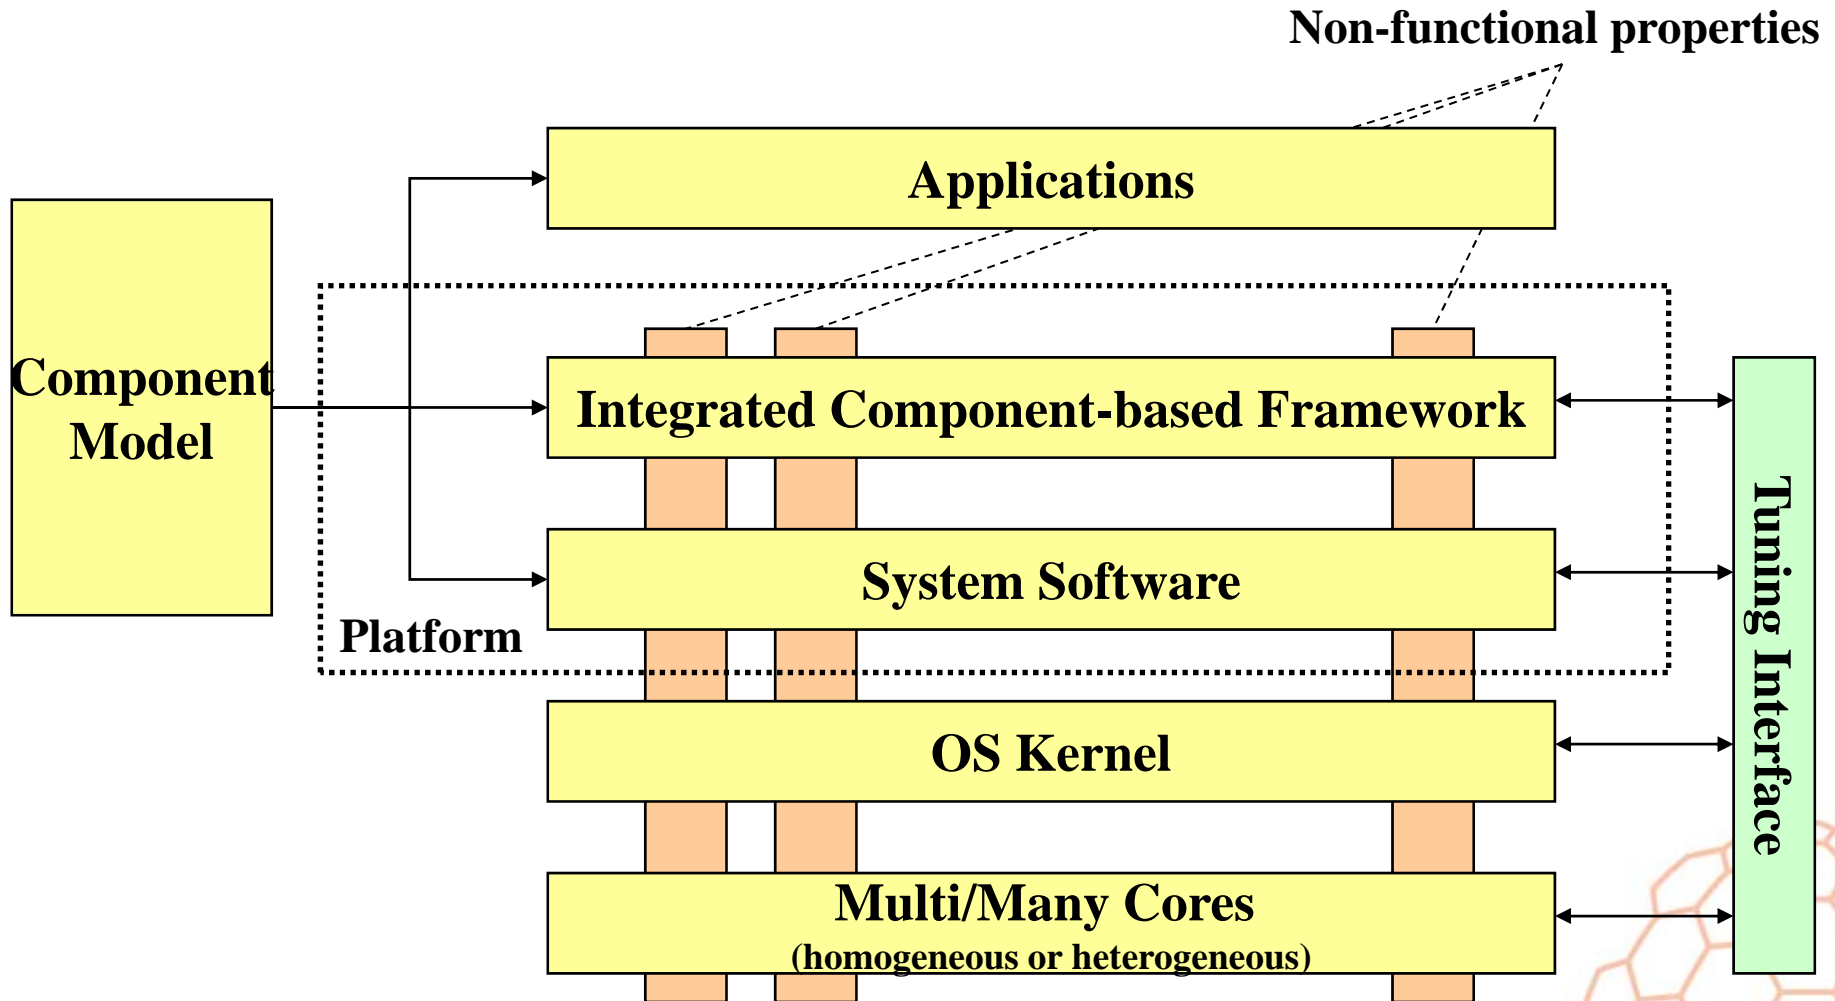 Non-functional properties
Applications
Component
Model
Integrated Component-based Framework
System Software
Platform
OS Kernel
Multi/Many Cores
(homogeneous or heterogeneous)
Tuning Interface